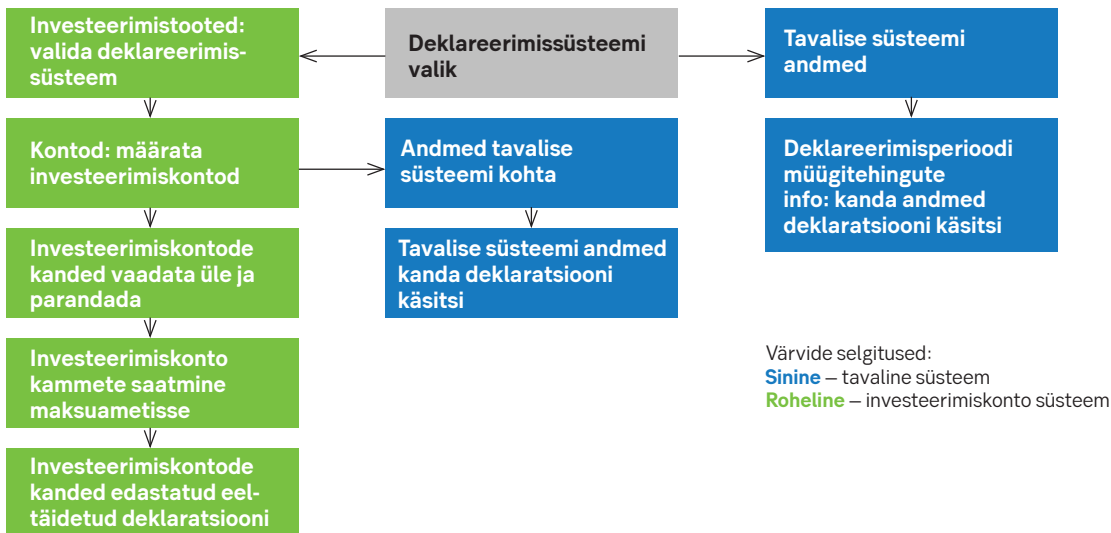 Investeerimistooted:
valida deklareerimis-
süsteem
Deklareerimissüsteemi
valik
Tavalise süsteemi
andmed
Kontod: määrata
investeerimiskontod
Andmed tavalise
süsteemi kohta
Deklareerimisperioodi
müügitehingute
info: kanda andmed
deklaratsiooni käsitsi
Investeerimiskontode
kanded vaadata üle ja
parandada
Tavalise süsteemi andmed
kanda deklaratsiooni
käsitsi
Investeerimiskonto
kammete saatmine
maksuametisse
Värvide selgitused:
Sinine – tavaline süsteem
Roheline – investeerimiskonto süsteem
Investeerimiskontode
kanded edastatud eel-
täidetud deklaratsiooni